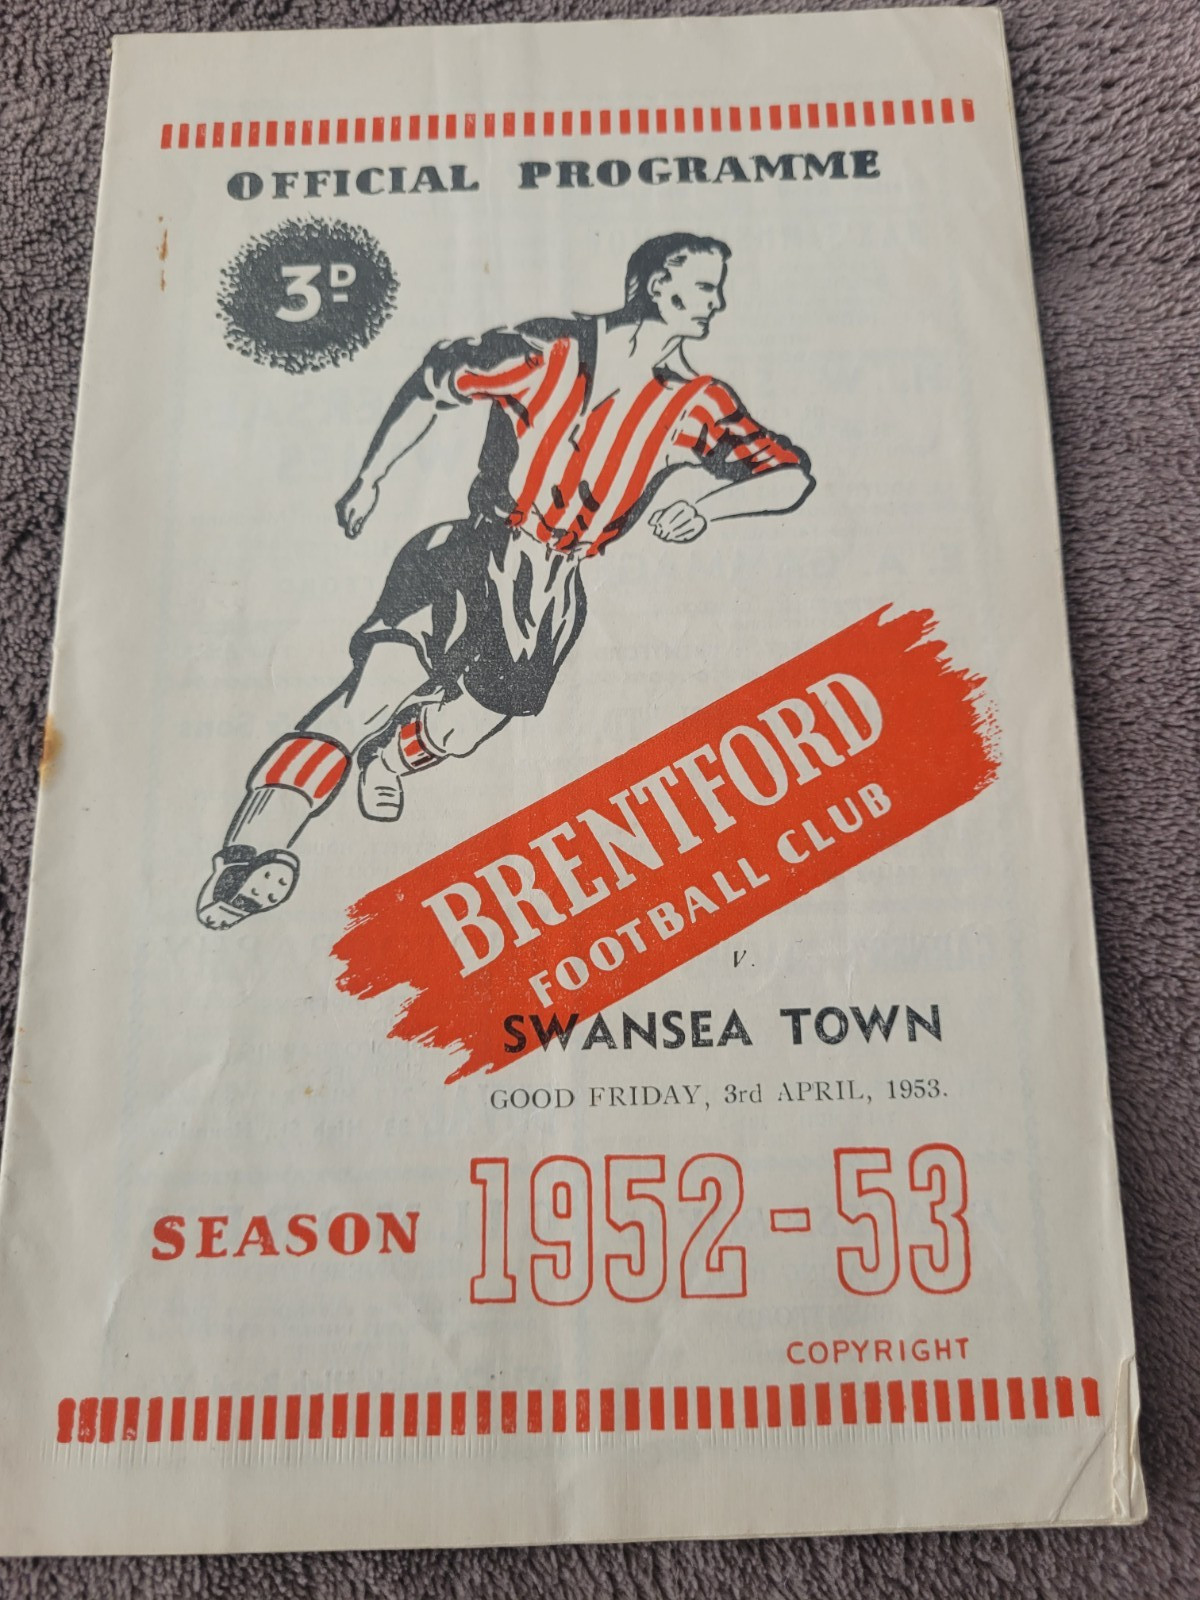 OFFICIAL PROGRAMME
3D
BRENTFORD
FOOTBALL CLUB
v.
SWANSEA TOWN
GOOD FRIDAY, 3rd APRIL, 1953.
SEASON 1952-53
COPYRIGHT